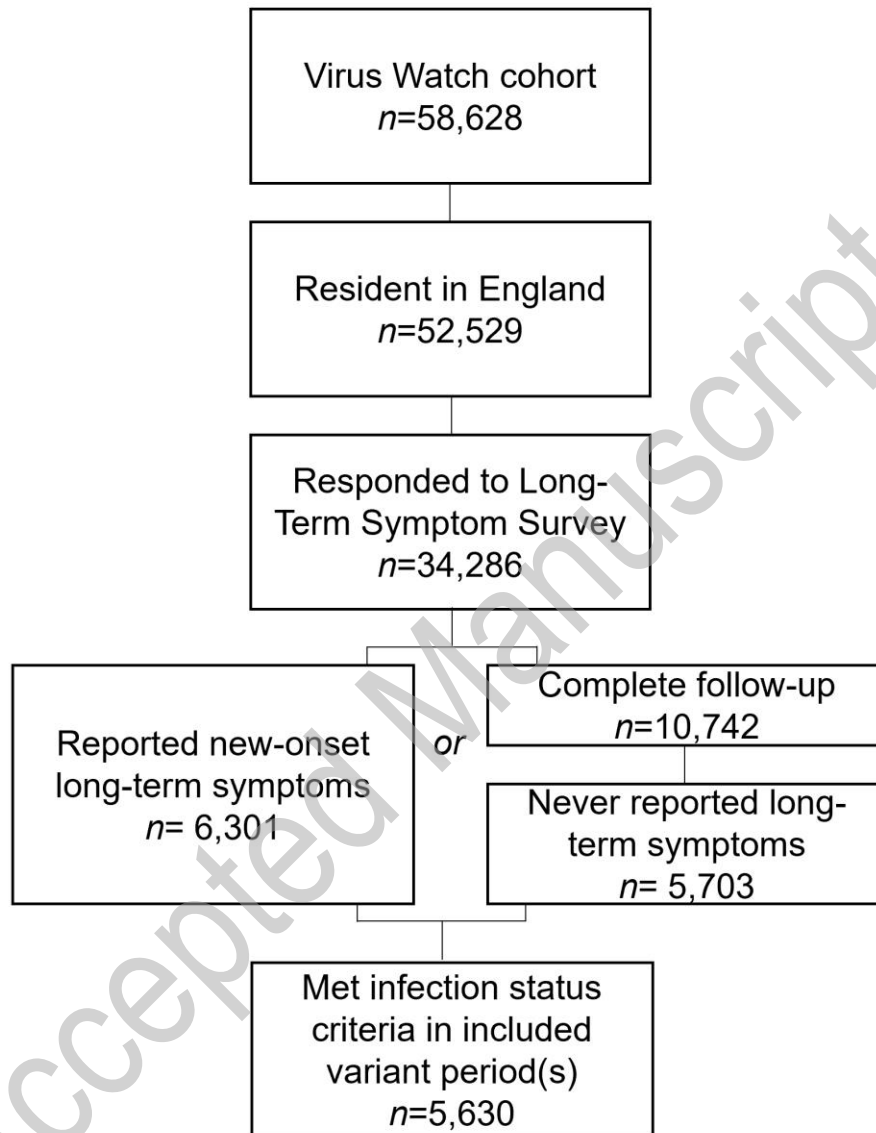 Virus Watch cohort
n=58,628
Resident in England
n=52,529
Responded to Long-
Term Symptom Survey
n=34,286
Reported new-onset
long-term symptoms
n= 6,301
or
Complete follow-up
n=10,742
Never reported long-
term symptoms
n= 5,703
Met infection status
criteria in included
variant period(s)
n=5,630
ccepted Manuscript